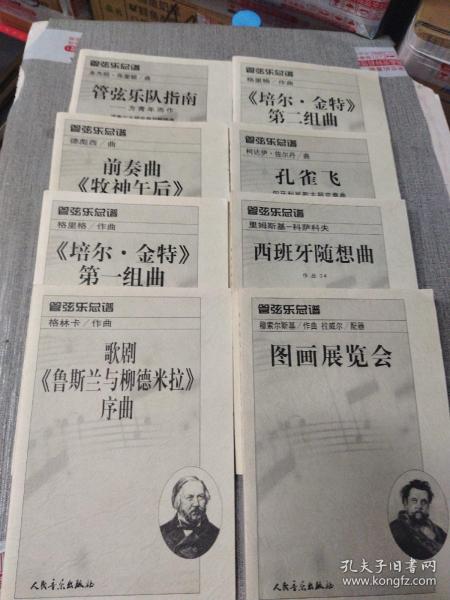 管弦乐总谱
管弦乐队指南
为青年而作
管弦乐总谱
格里格／作曲
《培尔·金特》
第二组曲
管弦乐总谱
德彪西／曲
前奏曲
《牧神午后》
管弦乐总谱
柯达伊·佐尔丹／曲
孔雀飞
管弦乐总谱
格里格／作曲
《培尔·金特》
第一组曲
管弦乐总谱
里姆斯基-科萨科夫
西班牙随想曲
作品34
管弦乐总谱
格林卡／作曲
歌剧
《鲁斯兰与柳德米拉》
序曲
人民音乐出版社
管弦乐总谱
穆索尔斯基／作曲 拉威尔／配器
图画展览会
人民音乐出版社
孔夫子旧书网
www.kongfz.com